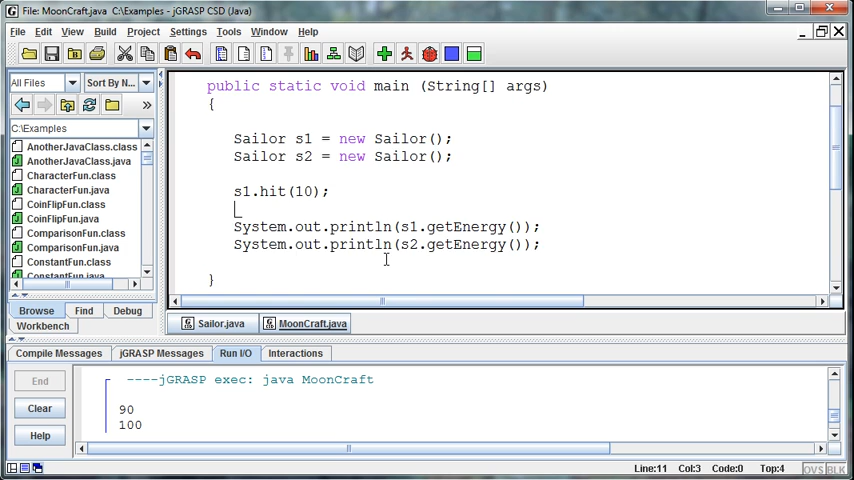 File: MoonCraft.java C:\Examples - jGRASP CSD (Java)
File Edit View Build Project Settings Tools Window Help
All Files Sort By N...
C:\Examples
AnotherJavaClass.class
AnotherJavaClass.java
CharacterFun.class
CharacterFun.java
CoinFlipFun.class
CoinFlipFun.java
ComparisonFun.class
ComparisonFun.java
ConstantFun.class
ConstantFun.java
Browse Find Debug
Workbench
public static void main (String[] args)
{
Sailor s1 = new Sailor();
Sailor s2 = new Sailor();
s1.hit(10);
System.out.println(s1.getEnergy());
System.out.println(s2.getEnergy());
}
Sailor.java MoonCraft.java
Compile Messages jGRASP Messages Run I/O Interactions
End
Clear
Help
----jGRASP exec: java MoonCraft
90
100
Line:11 Col:3 Code:0 Top:4 OVS BLK